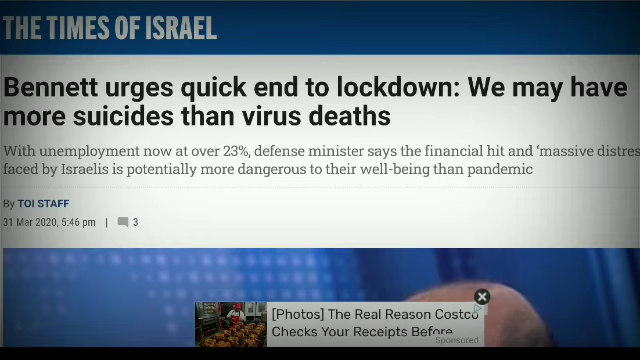 THE TIMES OF ISRAEL
Bennett urges quick end to lockdown: We may have
more suicides than virus deaths
With unemployment now at over 23%, defense minister says the financial hit and ‘massive distres
faced by Israelis is potentially more dangerous to their well-being than pandemic
By TOI STAFF
31 Mar 2020, 5:46 pm | 3
[Photos] The Real Reason Costco
Checks Your Receipts Before
Sponsored